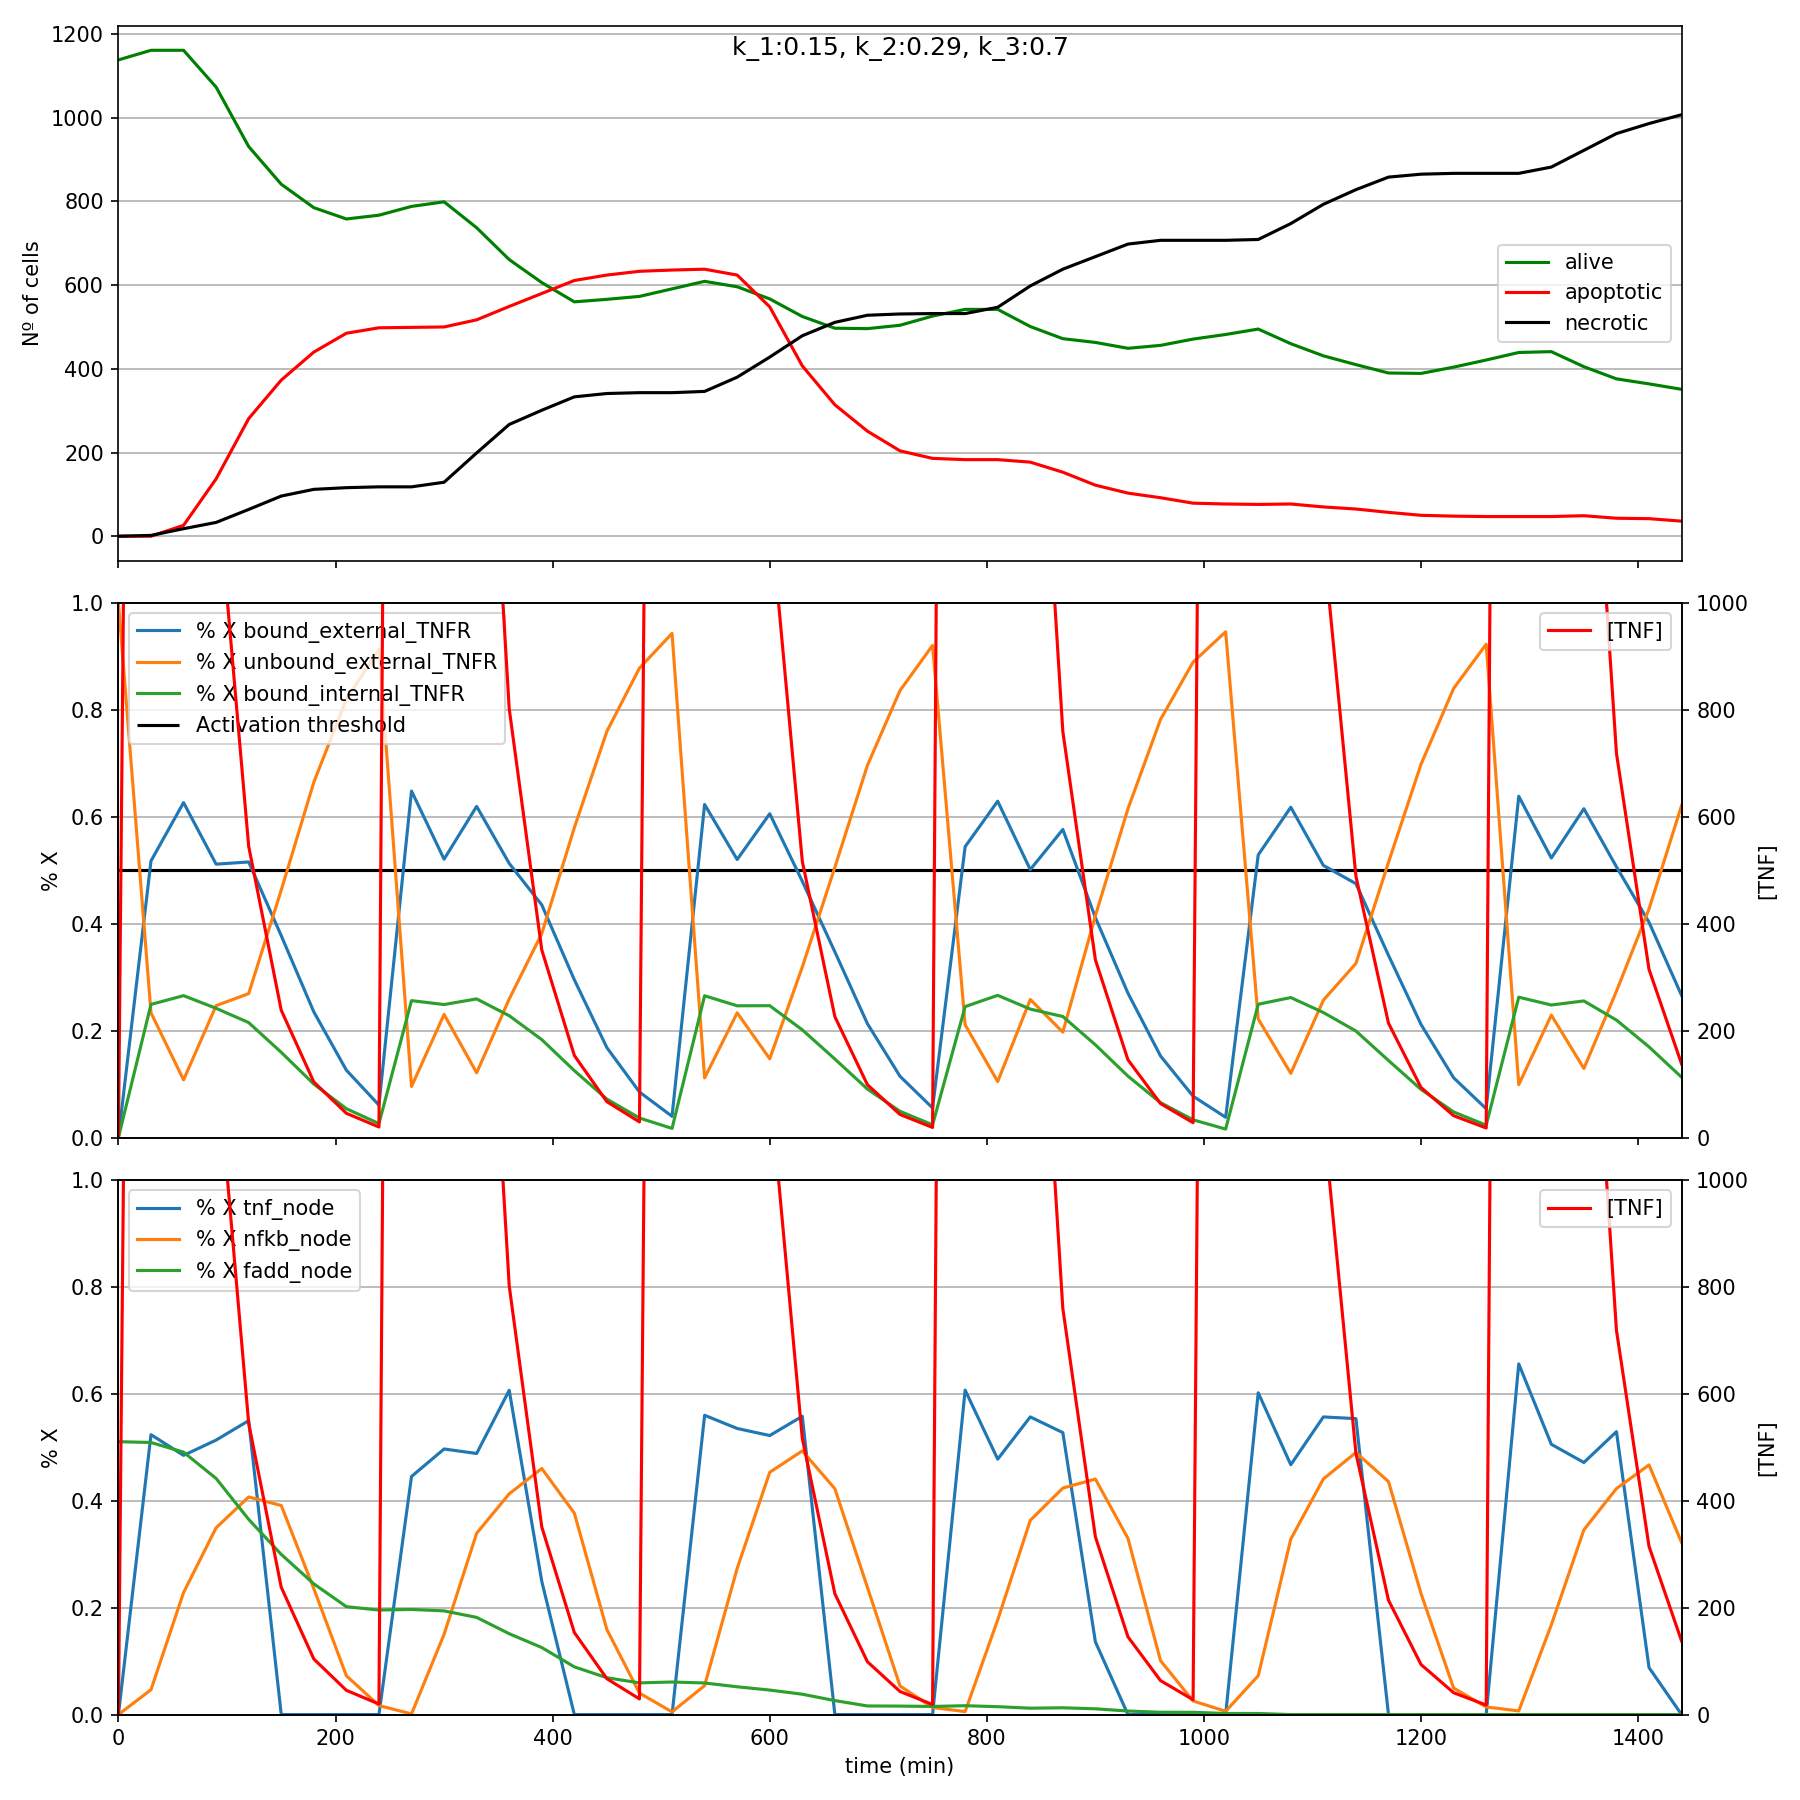 k_1:0.15, k_2:0.29, k_3:0.7
1200
1000
800
600
400
200
0
Nº of cells
alive
apoptotic
necrotic
1.0
0.8
0.6
0.4
0.2
0.0
% X
% X bound_external_TNFR
% X unbound_external_TNFR
% X bound_internal_TNFR
Activation threshold
[TNF]
1000
800
600
400
200
0
[TNF]
1.0
0.8
0.6
0.4
0.2
0.0
% X
% X tnf_node
% X nfkb_node
% X fadd_node
[TNF]
1000
800
600
400
200
0
[TNF]
0 200 400 600 800 1000 1200 1400
time (min)